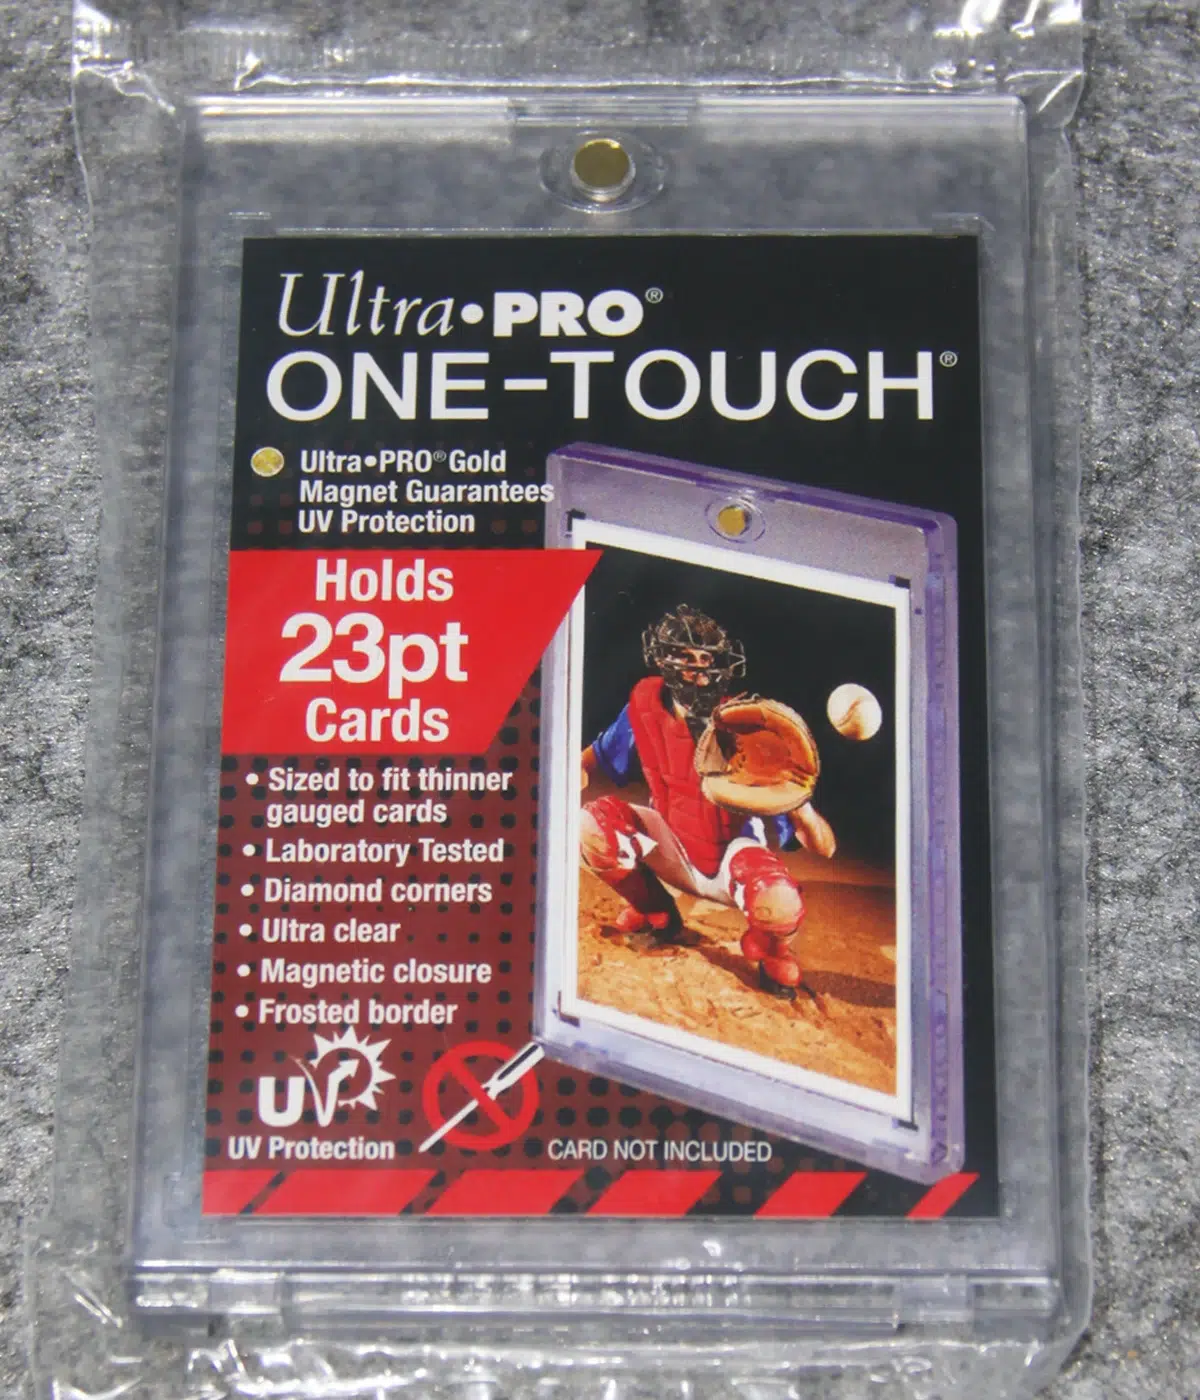 Ultra•PRO®
ONE-TOUCH®
Ultra•PRO® Gold
Magnet Guarantees
UV Protection
Holds
23pt
Cards
• Sized to fit thinner
gauged cards
• Laboratory Tested
• Diamond corners
• Ultra clear
• Magnetic closure
• Frosted border
UV
UV Protection
CARD NOT INCLUDED